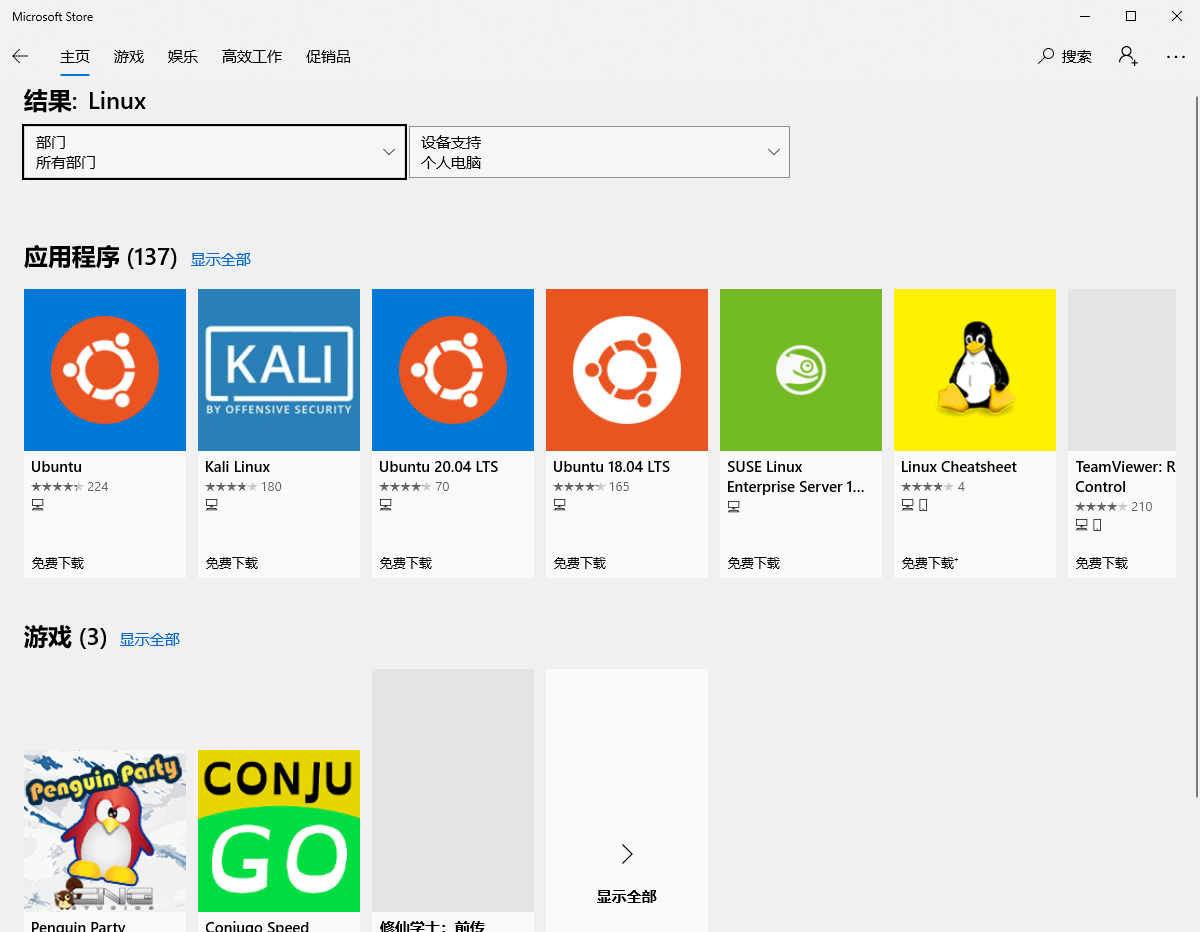 Microsoft Store
主页 游戏 娱乐 高效工作 促销品 搜索
结果: Linux
部门
所有部门
设备支持
个人电脑
应用程序 (137) 显示全部
KALI
BY OFFENSIVE SECURITY
Ubuntu
224
免费下载
Kali Linux
180
免费下载
Ubuntu 20.04 LTS
70
免费下载
Ubuntu 18.04 LTS
165
免费下载
SUSE Linux
Enterprise Server 1...
免费下载
Linux Cheatsheet
4
免费下载+
TeamViewer: R
Control
210
免费下载
游戏 (3) 显示全部
Penguin Party
Penguin Party
CONJU
GO
Conjugo Speed
修仙学士：前传
显示全部